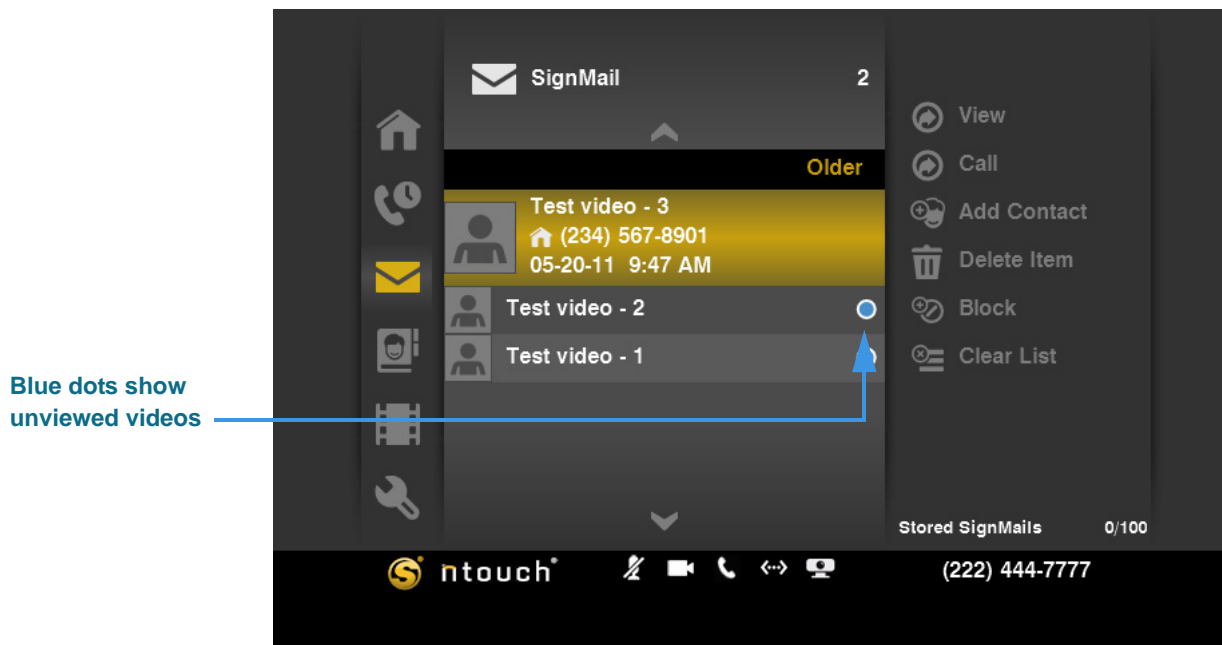 SignMail 2
Older
Test video - 3
(234) 567-8901
05-20-11 9:47 AM
Test video - 2
Test video - 1
View
Call
Add Contact
Delete Item
Block
Clear List
Blue dots show
unviewed videos
Stored SignMails 0/100
S ntouch® (222) 444-7777